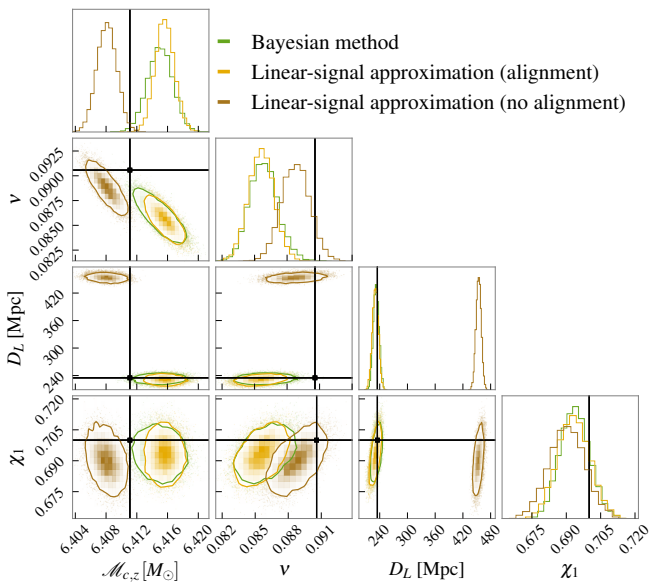 Bayesian method
Linear-signal approximation (alignment)
Linear-signal approximation (no alignment)
0.0925
0.0900
0.0875
0.0850
0.0825
ν
420
360
300
240
D_L [Mpc]
0.720
0.705
0.690
0.675
χ₁
6.404 6.408 6.412 6.416 6.420
0.082 0.085 0.088 0.091
240 360 480
0.675 0.690 0.705 0.720
ℳ_{c,z} [M_⊙] ν D_L [Mpc] χ₁